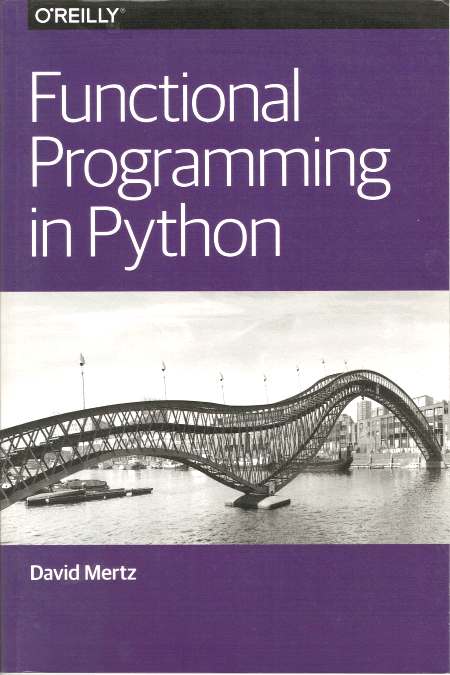 O'REILLY®
Functional
Programming
in Python
David Mertz